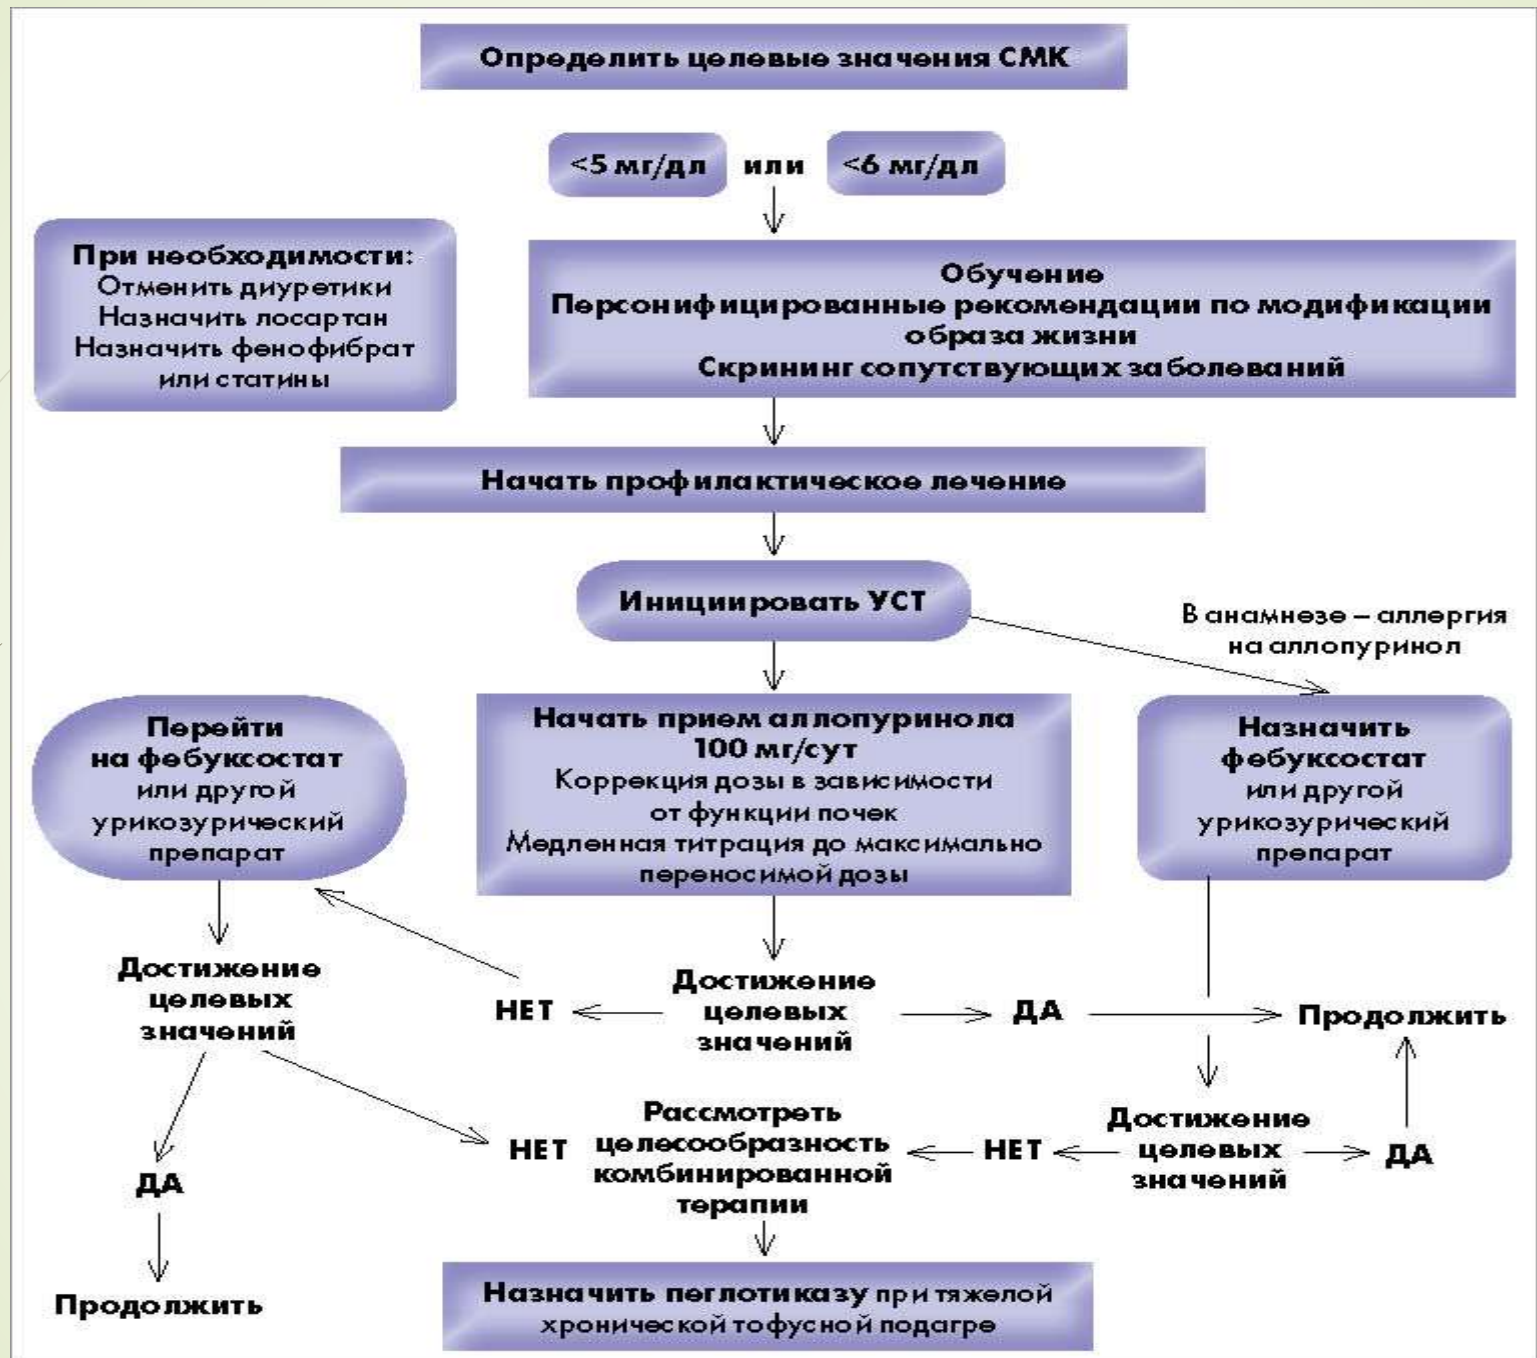 Определить целевые значения СМК
<5 мг/дл или <6 мг/дл
При необходимости:
Отменить диуретики
Назначить лосартан
Назначить фенофибрат
или статины
Обучение
Персонифицированные рекомендации по модификации
образа жизни
Скрининг сопутствующих заболеваний
Начать профилактическое лечение
Инициировать УСТ
В анамнезе – аллергия
на аллопуринол
Перейти
на фебуксостат
или другой
урикозурический
препарат
Начать прием аллопуринола
100 мг/сут
Коррекция дозы в зависимости
от функции почек
Медленная титрация до максимально
переносимой дозы
Назначить
фебуксостат
или другой
урикозурический
препарат
Достижение
целевых
значений
НЕТ
Достижение
целевых
значений
ДА
Продолжить
ДА
Продолжить
НЕТ
Рассмотреть
целесообразность
комбинированной
терапии
НЕТ
Достижение
целевых
значений
ДА
Назначить пеглотиказу при тяжелой
хронической тофусной подагре